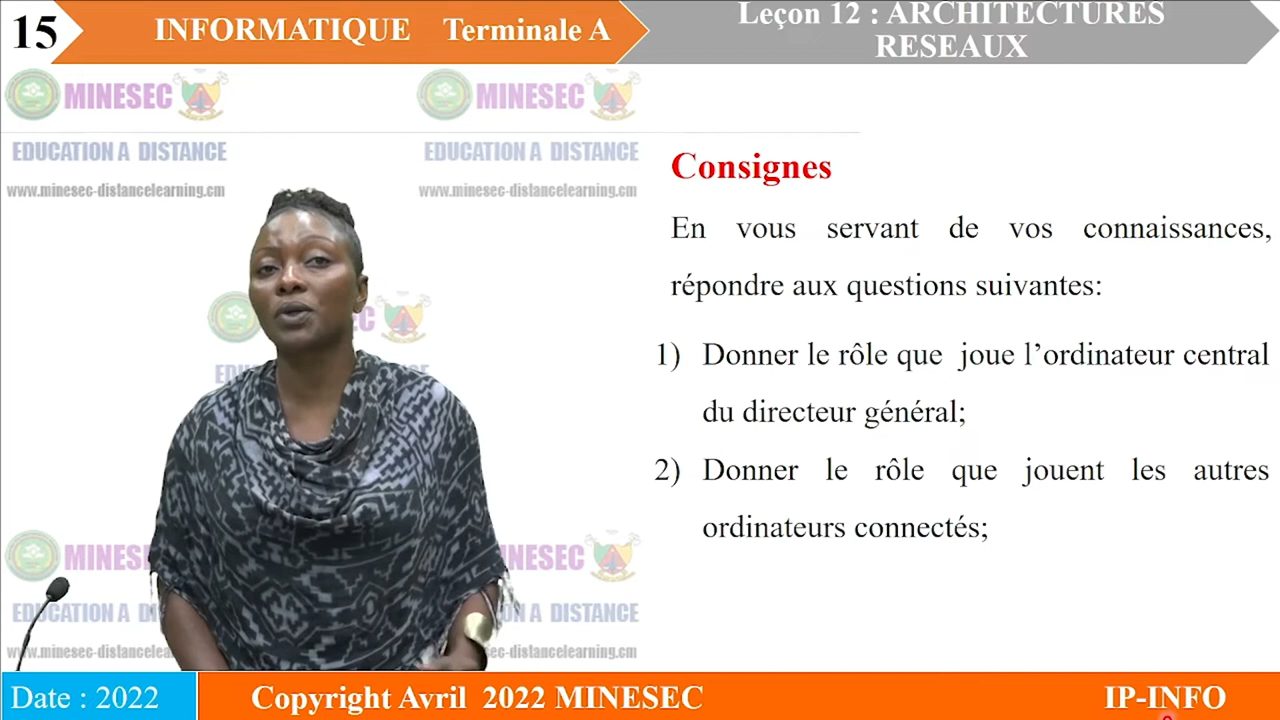 15
INFORMATIQUE Terminale A
Leçon 12 : ARCHITECTURES
RESEAUX
MINESEC
MINESEC
EDUCATION A DISTANCE
EDUCATION A DISTANCE
www.minesec-distancelearning.cm
www.minesec-distancelearning.cm
Consignes
En vous servant de vos connaissances,
répondre aux questions suivantes:
1) Donner le rôle que joue l’ordinateur central
du directeur général;
2) Donner le rôle que jouent les autres
ordinateurs connectés;
MINESEC
EDUCATION A DISTANCE
www.minesec-distancelearning.cm
Date : 2022
Copyright Avril 2022 MINESEC
IP-INFO